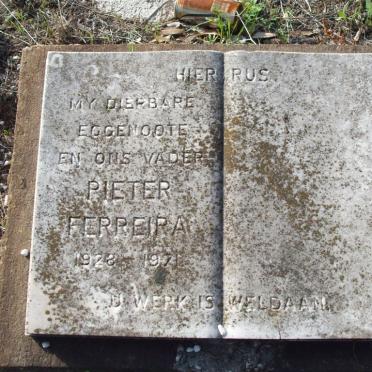 HIER RUS
MY DIERBARE
EGGENOOTE
EN ONS VADER
PIETER
FERREIRA
1928 - 1971
U WERK IS WELDAAN.